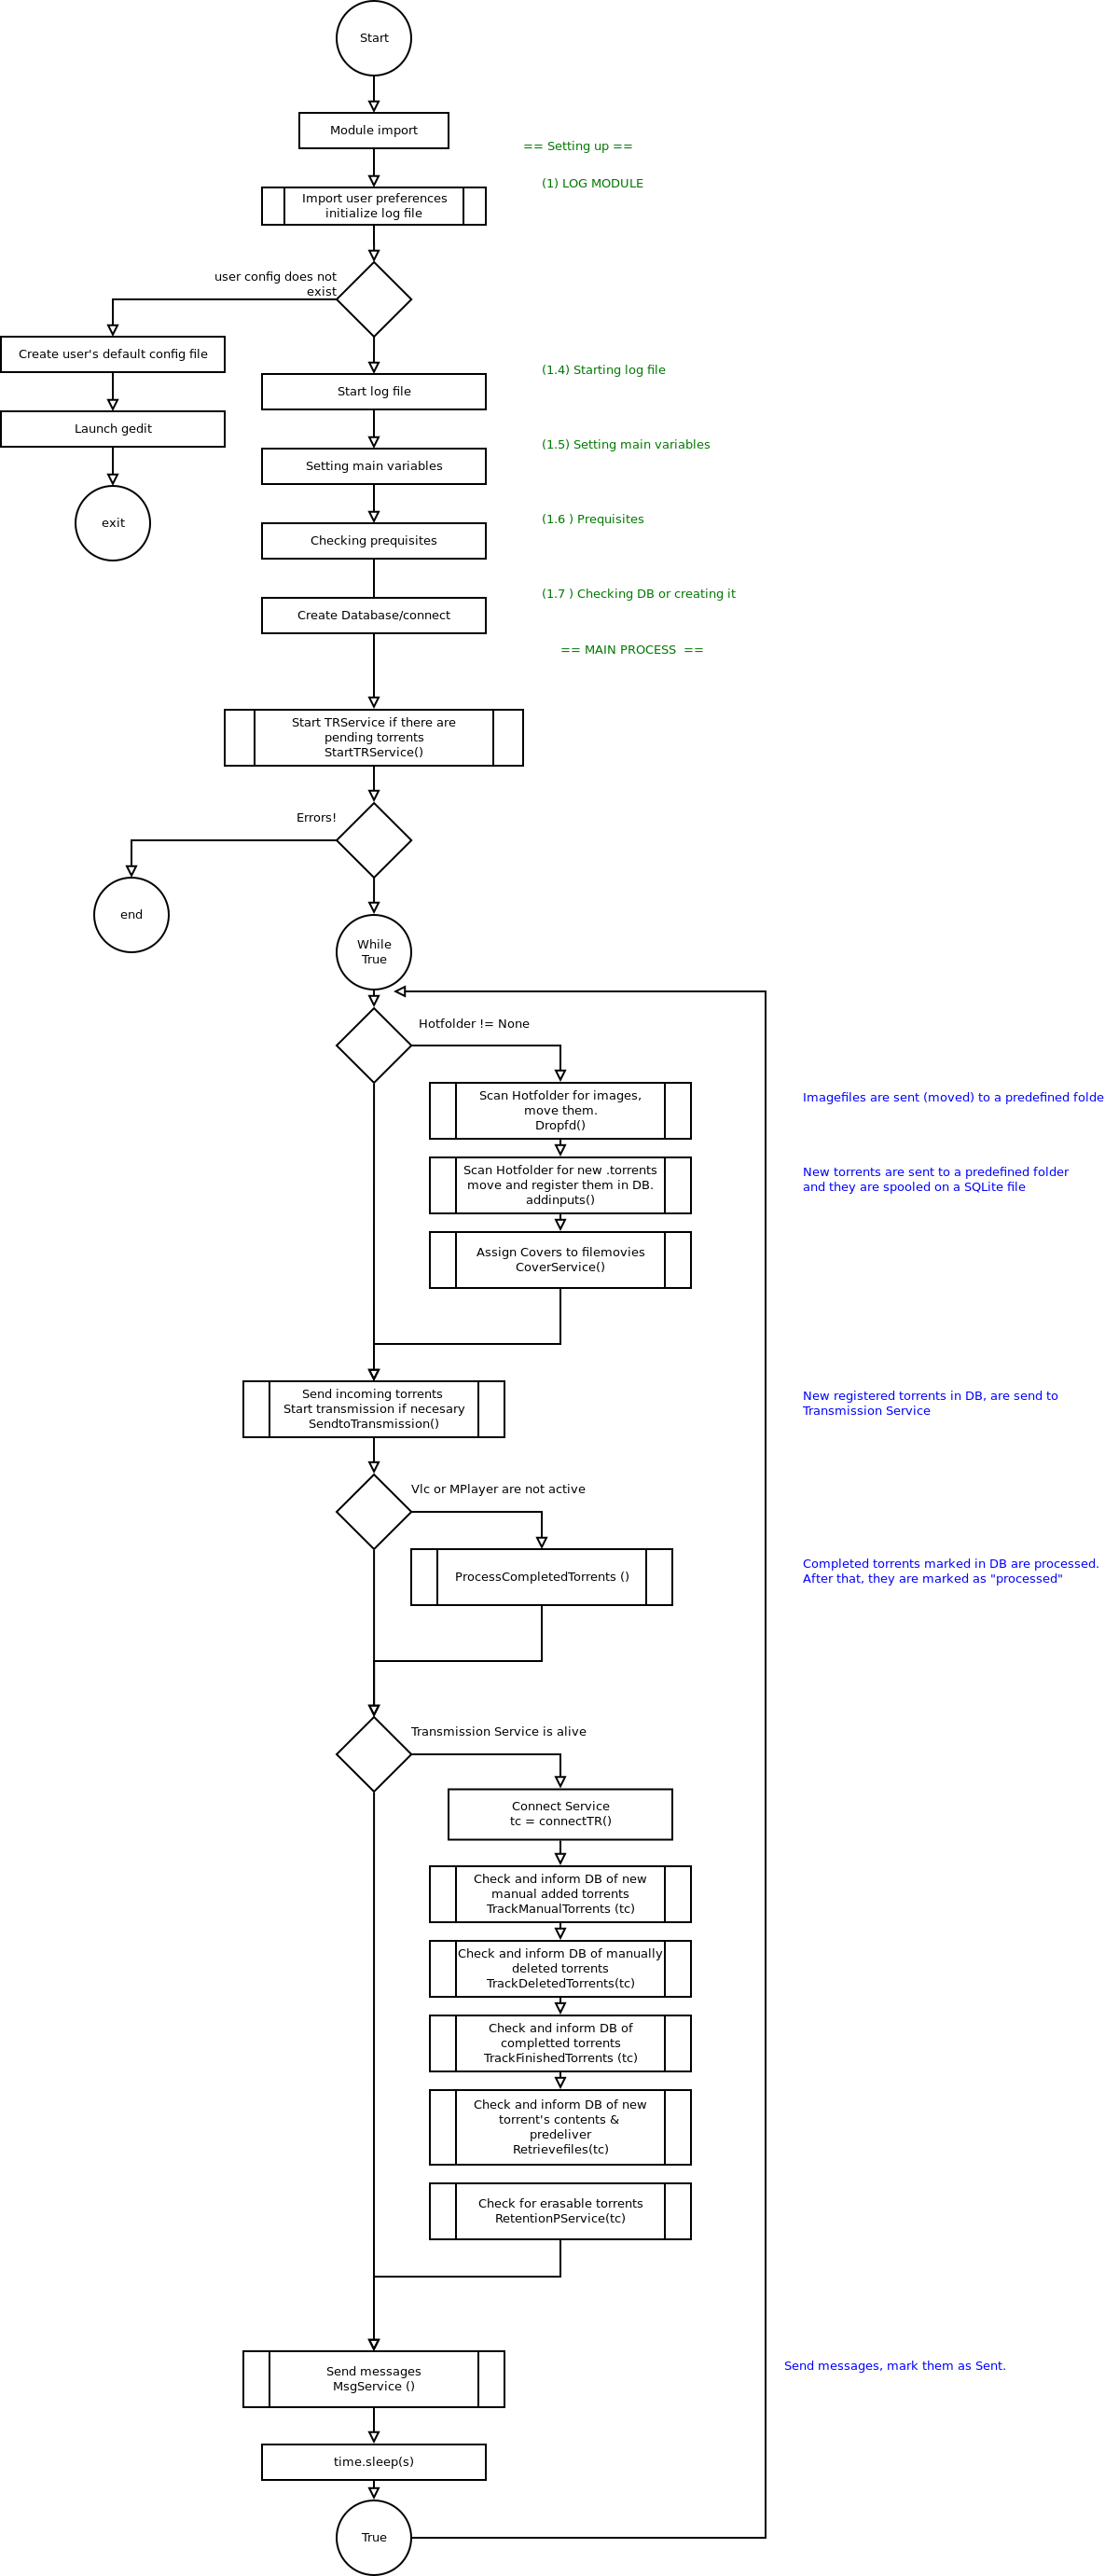 Start
Module import
== Setting up ==
(1) LOG MODULE
Import user preferences
initialize log file
user config does not
exist
Create user's default config file
Launch gedit
exit
(1.4) Starting log file
Start log file
(1.5) Setting main variables
Setting main variables
(1.6 ) Prequisites
Checking prequisites
(1.7 ) Checking DB or creating it
Create Database/connect
== MAIN PROCESS ==
Start TRService if there are
pending torrents
StartTRService()
Errors!
end
While
True
Hotfolder != None
Scan Hotfolder for images,
move them.
Dropfd()
Imagefiles are sent (moved) to a predefined folde
Scan Hotfolder for new .torrents
move and register them in DB.
addinputs()
New torrents are sent to a predefined folder
and they are spooled on a SQLite file
Assign Covers to filemovies
CoverService()
Send incoming torrents
Start transmission if necesary
SendtoTransmission()
New registered torrents in DB, are send to
Transmission Service
Vlc or MPlayer are not active
ProcessCompletedTorrents ()
Completed torrents marked in DB are processed.
After that, they are marked as "processed"
Transmission Service is alive
Connect Service
tc = connectTR()
Check and inform DB of new
manual added torrents
TrackManualTorrents (tc)
Check and inform DB of manually
deleted torrents
TrackDeletedTorrents(tc)
Check and inform DB of
completted torrents
TrackFinishedTorrents (tc)
Check and inform DB of new
torrent's contents &
predeliver
Retrievefiles(tc)
Check for erasable torrents
RetentionPService(tc)
Send messages
MsgService ()
Send messages, mark them as Sent.
time.sleep(s)
True